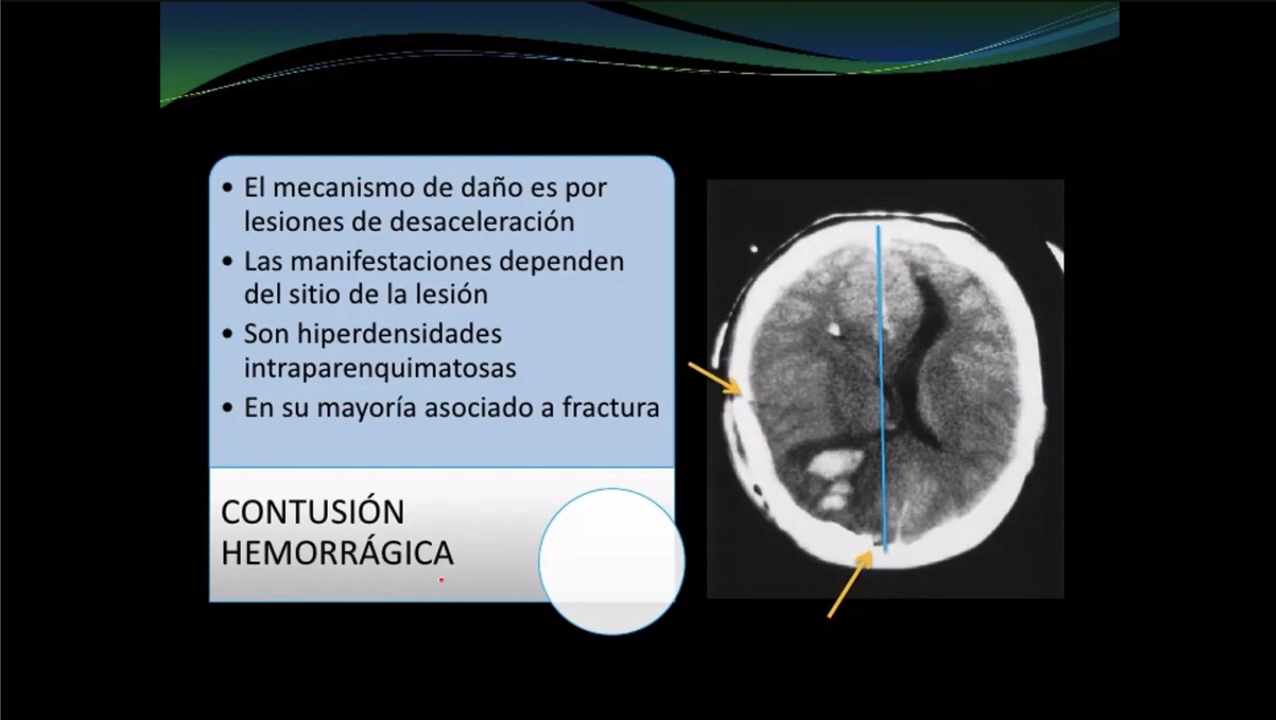 • El mecanismo de daño es por
lesiones de desaceleración
• Las manifestaciones dependen
del sitio de la lesión
• Son hiperdensidades
intraparenquimatosas
• En su mayoría asociado a fractura
CONTUSIÓN
HEMORRÁGICA